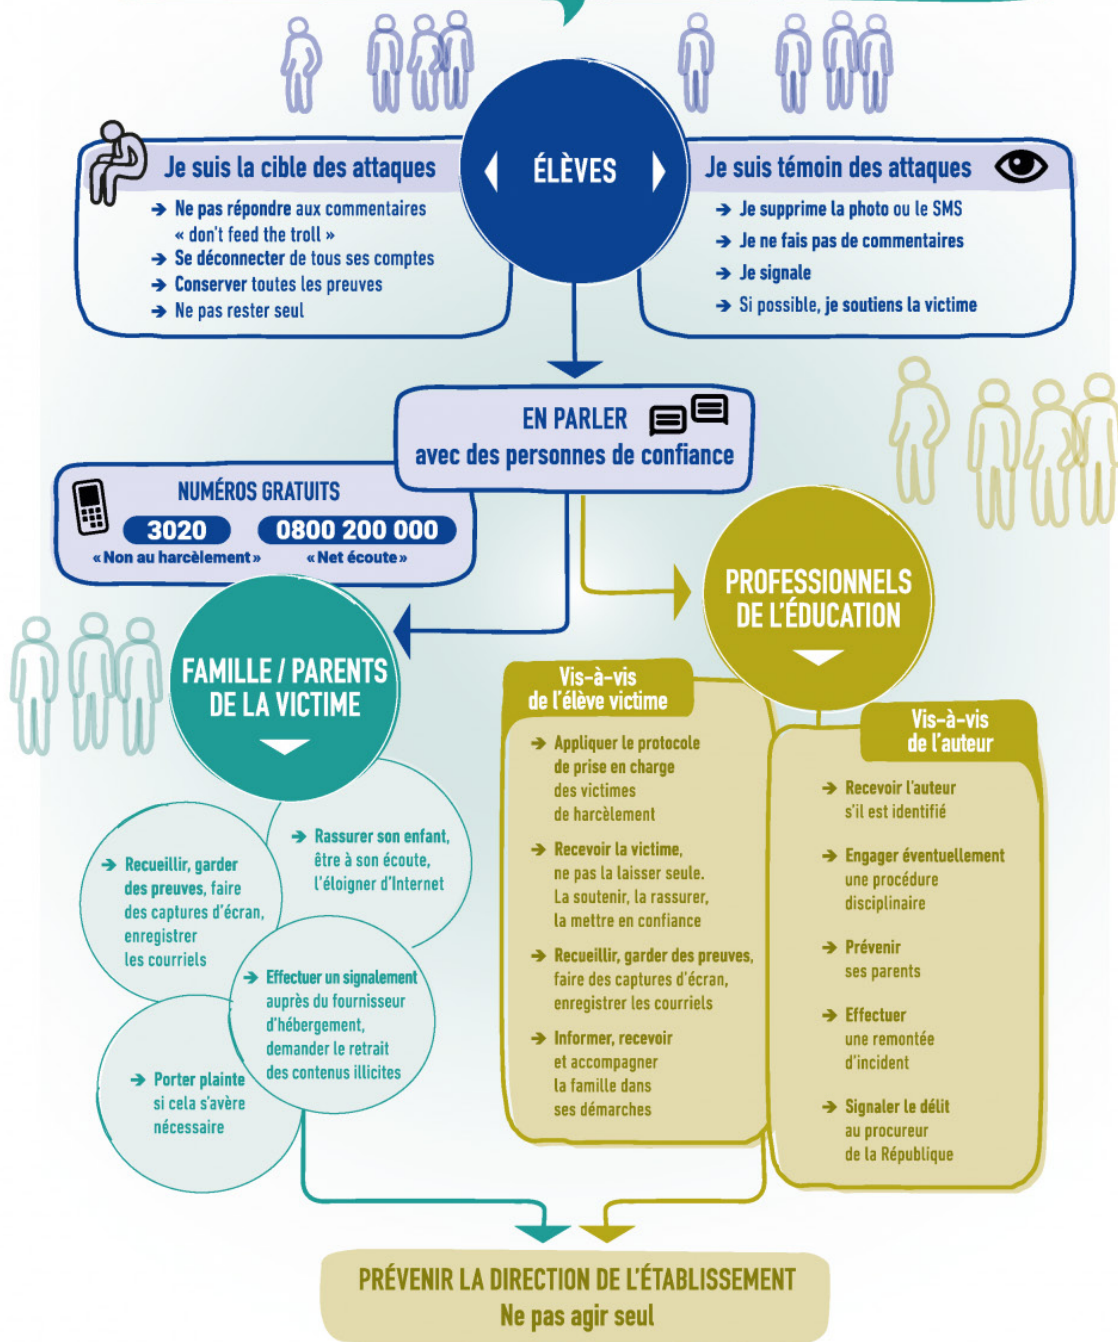 ÉLÈVES
Je suis la cible des attaques
→ Ne pas répondre aux commentaires
« don't feed the troll »
→ Se déconnecter de tous ses comptes
→ Conserver toutes les preuves
→ Ne pas rester seul
Je suis témoin des attaques
→ Je supprime la photo ou le SMS
→ Je ne fais pas de commentaires
→ Je signale
→ Si possible, je soutiens la victime
EN PARLER
avec des personnes de confiance
NUMÉROS GRATUITS
3020 0800 200 000
« Non au harcèlement » « Net écoute »
FAMILLE / PARENTS
DE LA VICTIME
→ Rassurer son enfant,
être à son écoute,
l'éloigner d'Internet
→ Recueillir, garder
des preuves, faire
des captures d'écran,
enregistrer
les courriels
→ Effectuer un signalement
auprès du fournisseur
d'hébergement,
demander le retrait
des contenus illicites
→ Porter plainte
si cela s'avère
nécessaire
PROFESSIONNELS
DE L'ÉDUCATION
Vis-à-vis
de l'élève victime
→ Appliquer le protocole
de prise en charge
des victimes
de harcèlement
→ Recevoir la victime,
ne pas la laisser seule.
La soutenir, la rassurer,
la mettre en confiance
→ Recueillir, garder des preuves,
faire des captures d'écran,
enregistrer les courriels
→ Informer, recevoir
et accompagner
la famille dans
ses démarches
Vis-à-vis
de l'auteur
→ Recevoir l'auteur
s'il est identifié
→ Engager éventuellement
une procédure
disciplinaire
→ Prévenir
ses parents
→ Effectuer
une remontée
d'incident
→ Signaler le délit
au procureur
de la République
PRÉVENIR LA DIRECTION DE L'ÉTABLISSEMENT
Ne pas agir seul